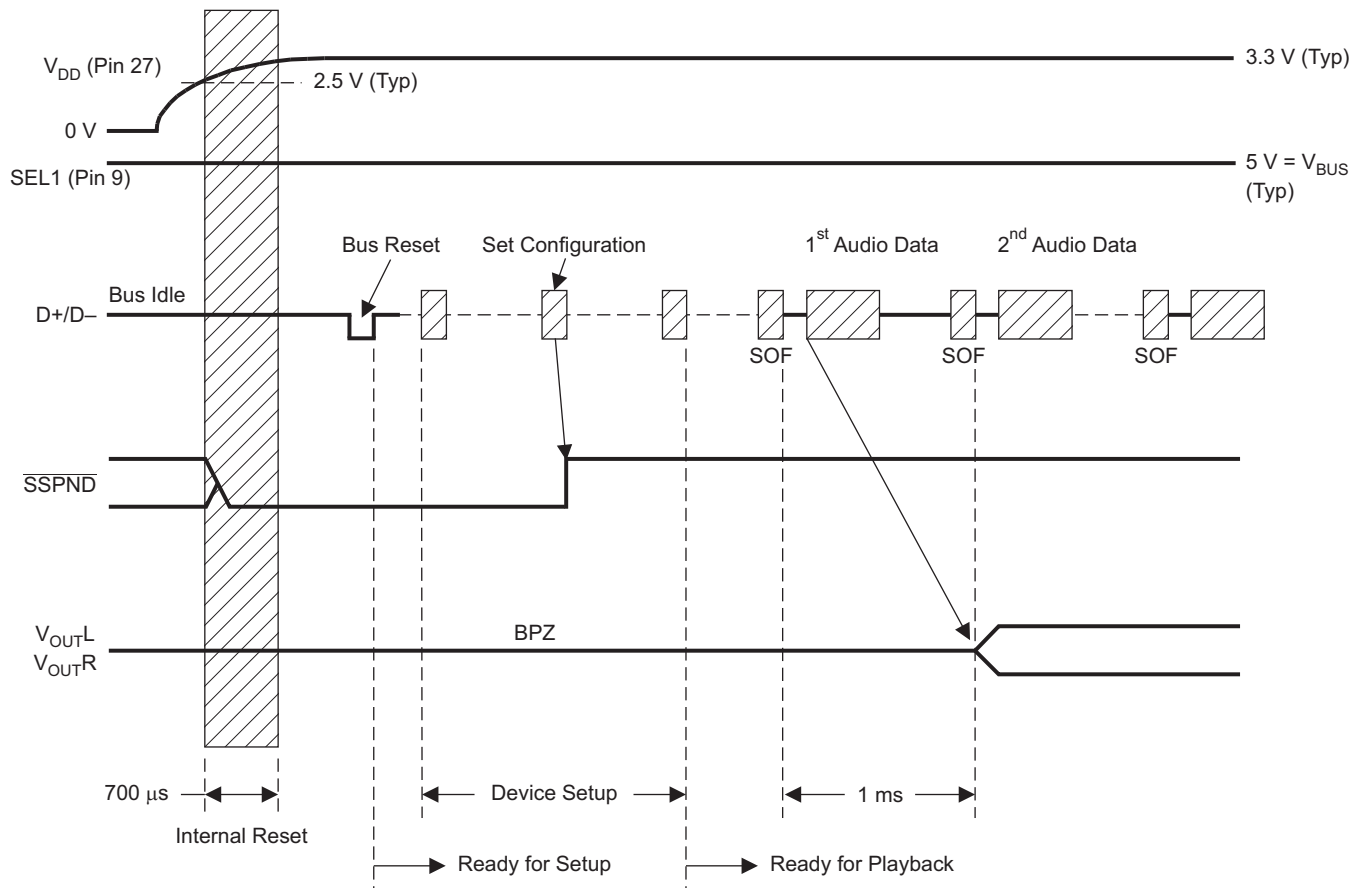 V_DD (Pin 27)
2.5 V (Typ)
3.3 V (Typ)
0 V
SEL1 (Pin 9)
5 V = V_BUS
(Typ)
Bus Reset
Set Configuration
1st Audio Data
2nd Audio Data
Bus Idle
D+/D–
SOF
SOF
SOF
SSPND
V_OUTL
V_OUTR
BPZ
700 μs
Device Setup
1 ms
Internal Reset
Ready for Setup
Ready for Playback